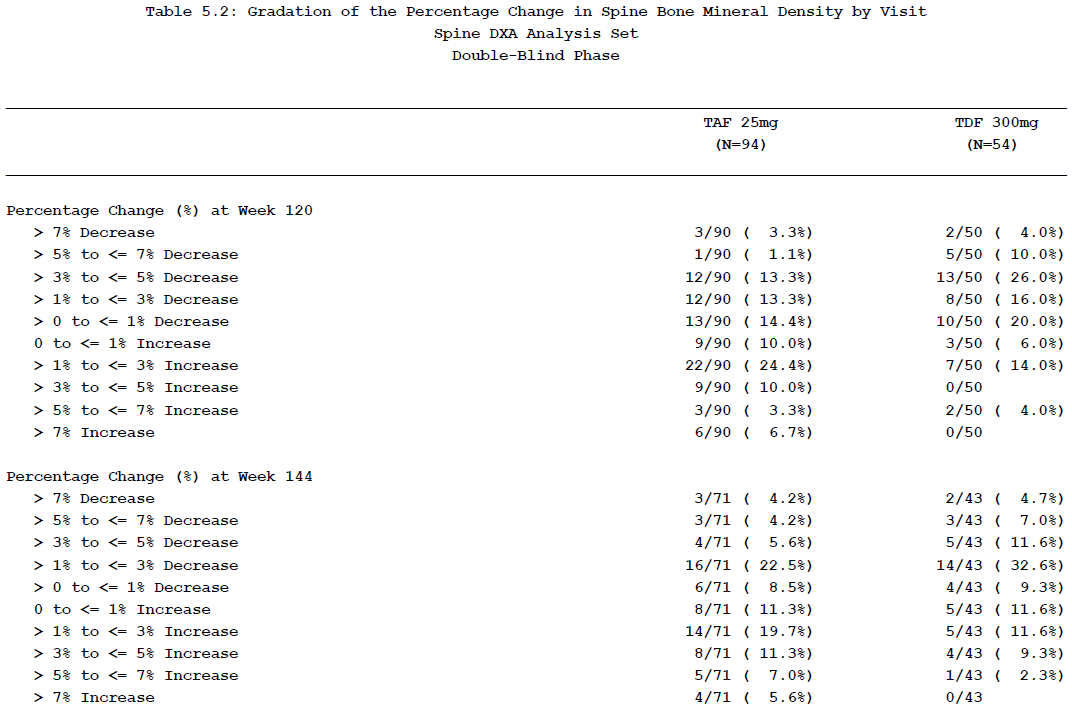 Table 5.2: Gradation of the Percentage Change in Spine Bone Mineral Density by Visit
Spine DXA Analysis Set
Double-Blind Phase
TAF 25mg TDF 300mg
(N=94) (N=54)
Percentage Change (%) at Week 120
> 7% Decrease 3/90 ( 3.3%) 2/50 ( 4.0%)
> 5% to <= 7% Decrease 1/90 ( 1.1%) 5/50 ( 10.0%)
> 3% to <= 5% Decrease 12/90 ( 13.3%) 13/50 ( 26.0%)
> 1% to <= 3% Decrease 12/90 ( 13.3%) 8/50 ( 16.0%)
> 0 to <= 1% Decrease 13/90 ( 14.4%) 10/50 ( 20.0%)
0 to <= 1% Increase 9/90 ( 10.0%) 3/50 ( 6.0%)
> 1% to <= 3% Increase 22/90 ( 24.4%) 7/50 ( 14.0%)
> 3% to <= 5% Increase 9/90 ( 10.0%) 0/50
> 5% to <= 7% Increase 3/90 ( 3.3%) 2/50 ( 4.0%)
> 7% Increase 6/90 ( 6.7%) 0/50
Percentage Change (%) at Week 144
> 7% Decrease 3/71 ( 4.2%) 2/43 ( 4.7%)
> 5% to <= 7% Decrease 3/71 ( 4.2%) 3/43 ( 7.0%)
> 3% to <= 5% Decrease 4/71 ( 5.6%) 5/43 ( 11.6%)
> 1% to <= 3% Decrease 16/71 ( 22.5%) 14/43 ( 32.6%)
> 0 to <= 1% Decrease 6/71 ( 8.5%) 4/43 ( 9.3%)
0 to <= 1% Increase 8/71 ( 11.3%) 5/43 ( 11.6%)
> 1% to <= 3% Increase 14/71 ( 19.7%) 5/43 ( 11.6%)
> 3% to <= 5% Increase 8/71 ( 11.3%) 4/43 ( 9.3%)
> 5% to <= 7% Increase 5/71 ( 7.0%) 1/43 ( 2.3%)
> 7% Increase 4/71 ( 5.6%) 0/43